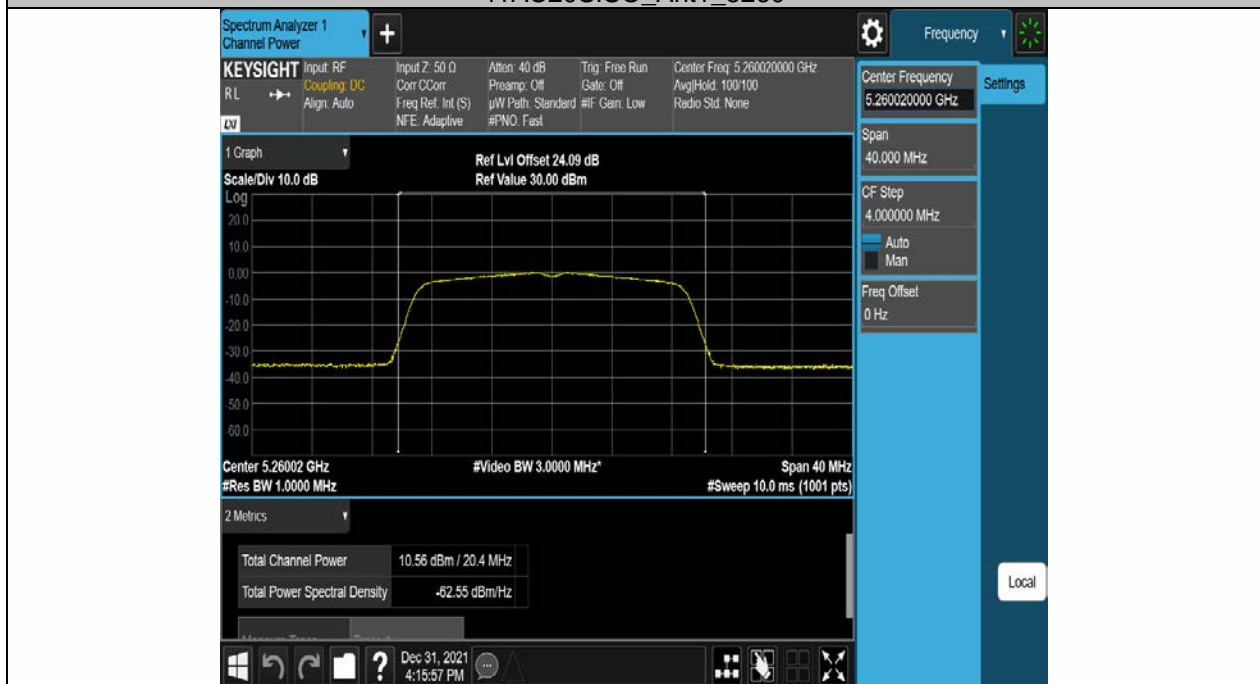 Spectrum Analyzer 1
Channel Power
+
Frequency
KEYSIGHT
RL
LXI
Input: RF
Coupling: DC
Align: Auto
Input Z: 50 Ω
Corr CCorr
Freq Ref: Int (S)
NFE: Adaptive
Atten: 40 dB
Preamp: Off
µW Path: Standard
#PNO: Fast
Trig: Free Run
Gate: Off
#IF Gain: Low
Center Freq: 5.260020000 GHz
Avg|Hold: 100/100
Radio Std: None
Center Frequency
5.260020000 GHz
Settings
Span
40.000 MHz
CF Step
4.000000 MHz
Auto
Man
Freq Offset
0 Hz
1 Graph
Scale/Div 10.0 dB
Ref Lvl Offset 24.09 dB
Ref Value 30.00 dBm
Log
20.0
10.0
0.00
-10.0
-20.0
-30.0
-40.0
-50.0
-60.0
Center 5.26002 GHz
#Video BW 3.0000 MHz*
Span 40 MHz
#Res BW 1.0000 MHz
#Sweep 10.0 ms (1001 pts)
2 Metrics
Total Channel Power 10.56 dBm / 20.4 MHz
Total Power Spectral Density -62.55 dBm/Hz
Local
?
Dec 31, 2021
4:15:57 PM